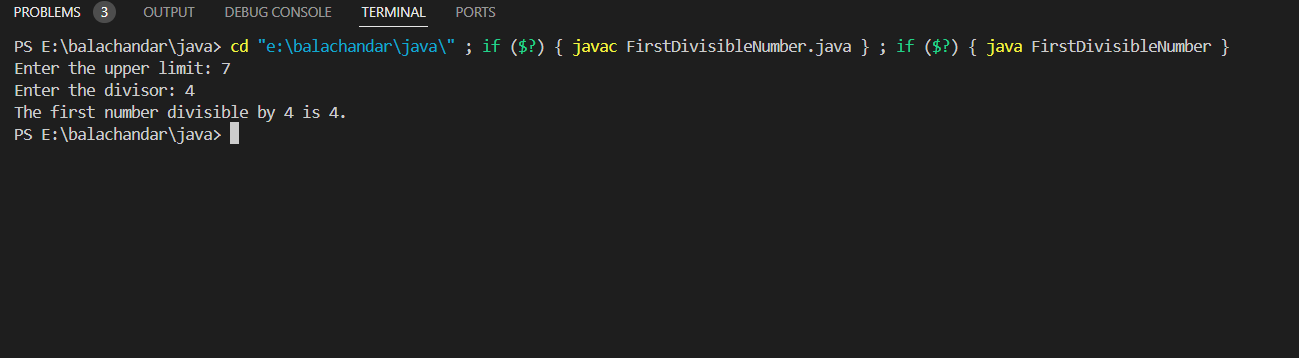 PROBLEMS 3 OUTPUT DEBUG CONSOLE TERMINAL PORTS
PS E:\balachandar\java> cd "e:\balachandar\java\" ; if ($?) { javac FirstDivisibleNumber.java } ; if ($?) { java FirstDivisibleNumber }
Enter the upper limit: 7
Enter the divisor: 4
The first number divisible by 4 is 4.
PS E:\balachandar\java>